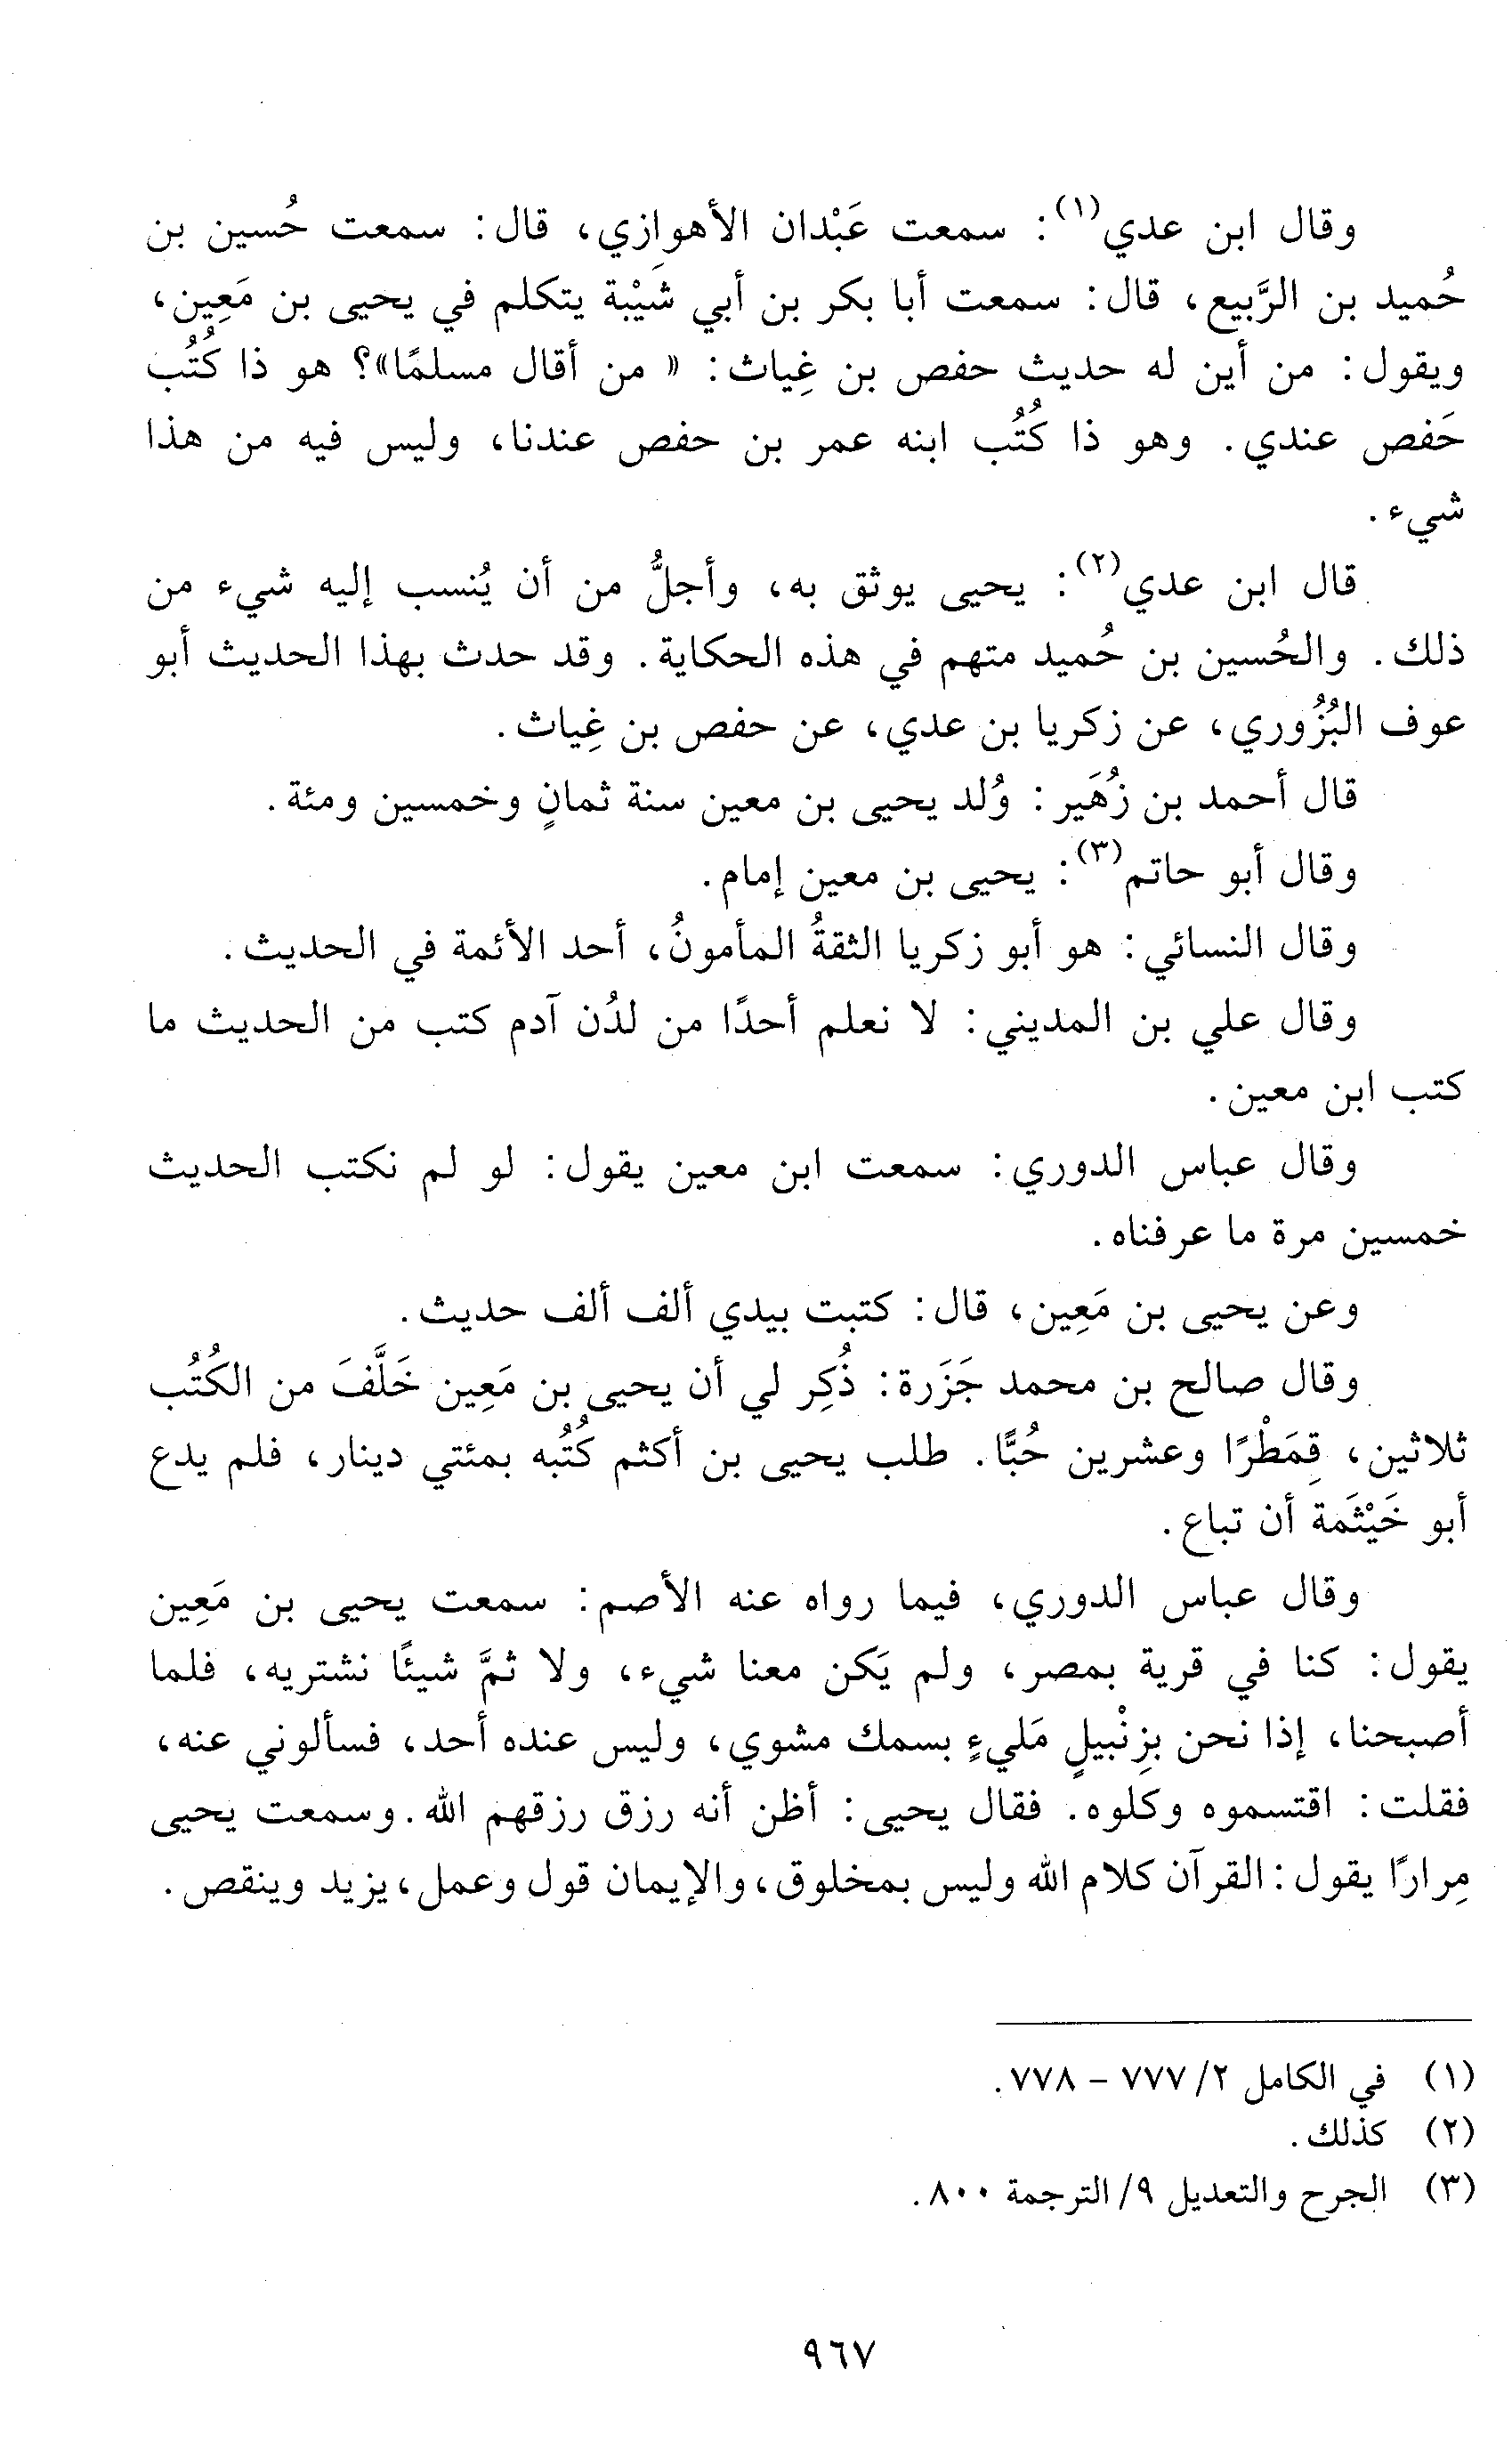 وقال ابن عدي(١): سمعت عَبْدان الأهوازي، قال: سمعت حُسين بن
حُميد بن الرَّبيع، قال: سمعت أبا بكر بن أبي شَيْبة يتكلم في يحيى بن مَعِين،
ويقول: من أين له حديث حفص بن غِياث: « من أقال مسلمًا»؟ هو ذا كُتُب
حَفص عندي. وهو ذا كُتُب ابنه عمر بن حفص عندنا، وليس فيه من هذا
شيء.
قال ابن عدي(٢): يحيى يوثق به، وأجلُّ من أن يُنسب إليه شيء من
ذلك. والحُسين بن حُميد متهم في هذه الحكاية. وقد حدث بهذا الحديث أبو
عوف البُزُوري، عن زكريا بن عدي، عن حفص بن غِياث.
قال أحمد بن زُهَير: وُلد يحيى بن معين سنة ثمانٍ وخمسين ومئة.
وقال أبو حاتم(٣): يحيى بن معين إمام.
وقال النسائي: هو أبو زكريا الثقةُ المأمونُ، أحد الأئمة في الحديث.
وقال علي بن المديني: لا نعلم أحدًا من لدُن آدم كتب من الحديث ما
كتب ابن معين.
وقال عباس الدوري: سمعت ابن معين يقول: لو لم نكتب الحديث
خمسين مرة ما عرفناه.
وعن يحيى بن مَعِين، قال: كتبت بيدي ألف ألف حديث.
وقال صالح بن محمد جَزَرة: ذُكِر لي أن يحيى بن مَعِين خَلَّفَ من الكُتُب
ثلاثين، قِمَطْرًا وعشرين حُبًّا. طلب يحيى بن أكثم كُتُبه بمئتي دينار، فلم يدع
أبو خَيْثَمة أن تباع.
وقال عباس الدوري، فيما رواه عنه الأصم: سمعت يحيى بن مَعِين
يقول: كنا في قرية بمصر، ولم يَكن معنا شيء، ولا ثمَّ شيئًا نشتريه، فلما
أصبحنا، إذا نحن بِزِنْبيلٍ مَليءٍ بسمك مشوي، وليس عنده أحد، فسألوني عنه،
فقلت: اقتسموه وكلوه. فقال يحيى: أظن أنه رزق رزقهم الله. وسمعت يحيى
مِرارًا يقول: القرآن كلام الله وليس بمخلوق، والإيمان قول وعمل، يزيد وينقص.
(١) في الكامل ٢/ ٧٧٧ - ٧٧٨.
(٢) كذلك.
(٣) الجرح والتعديل ٩/ الترجمة ٨٠٠.
٩٦٧